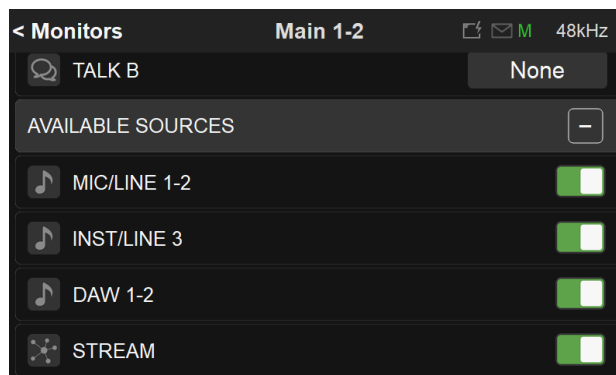 < Monitors Main 1-2 M 48kHz
TALK B None
AVAILABLE SOURCES −
MIC/LINE 1-2
INST/LINE 3
DAW 1-2
STREAM